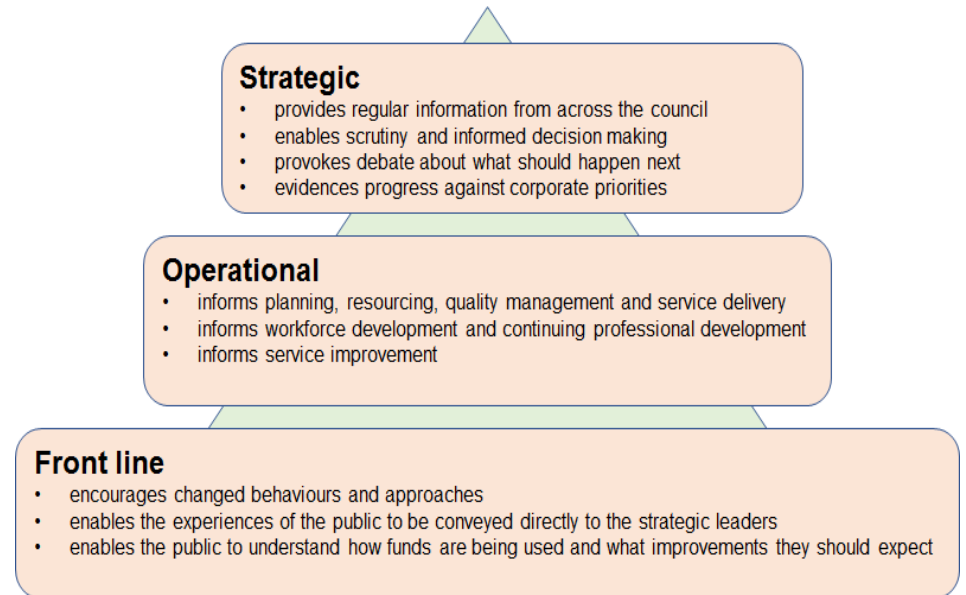 Strategic
• provides regular information from across the council
• enables scrutiny and informed decision making
• provokes debate about what should happen next
• evidences progress against corporate priorities
Operational
• informs planning, resourcing, quality management and service delivery
• informs workforce development and continuing professional development
• informs service improvement
Front line
• encourages changed behaviours and approaches
• enables the experiences of the public to be conveyed directly to the strategic leaders
• enables the public to understand how funds are being used and what improvements they should expect